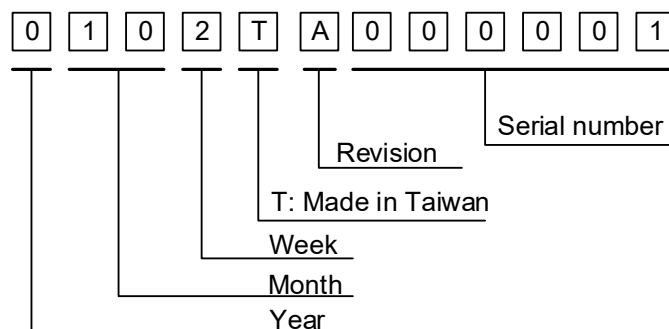 0 1 0 2 T A 0 0 0 0 0 1
Serial number
Revision
T: Made in Taiwan
Week
Month
Year